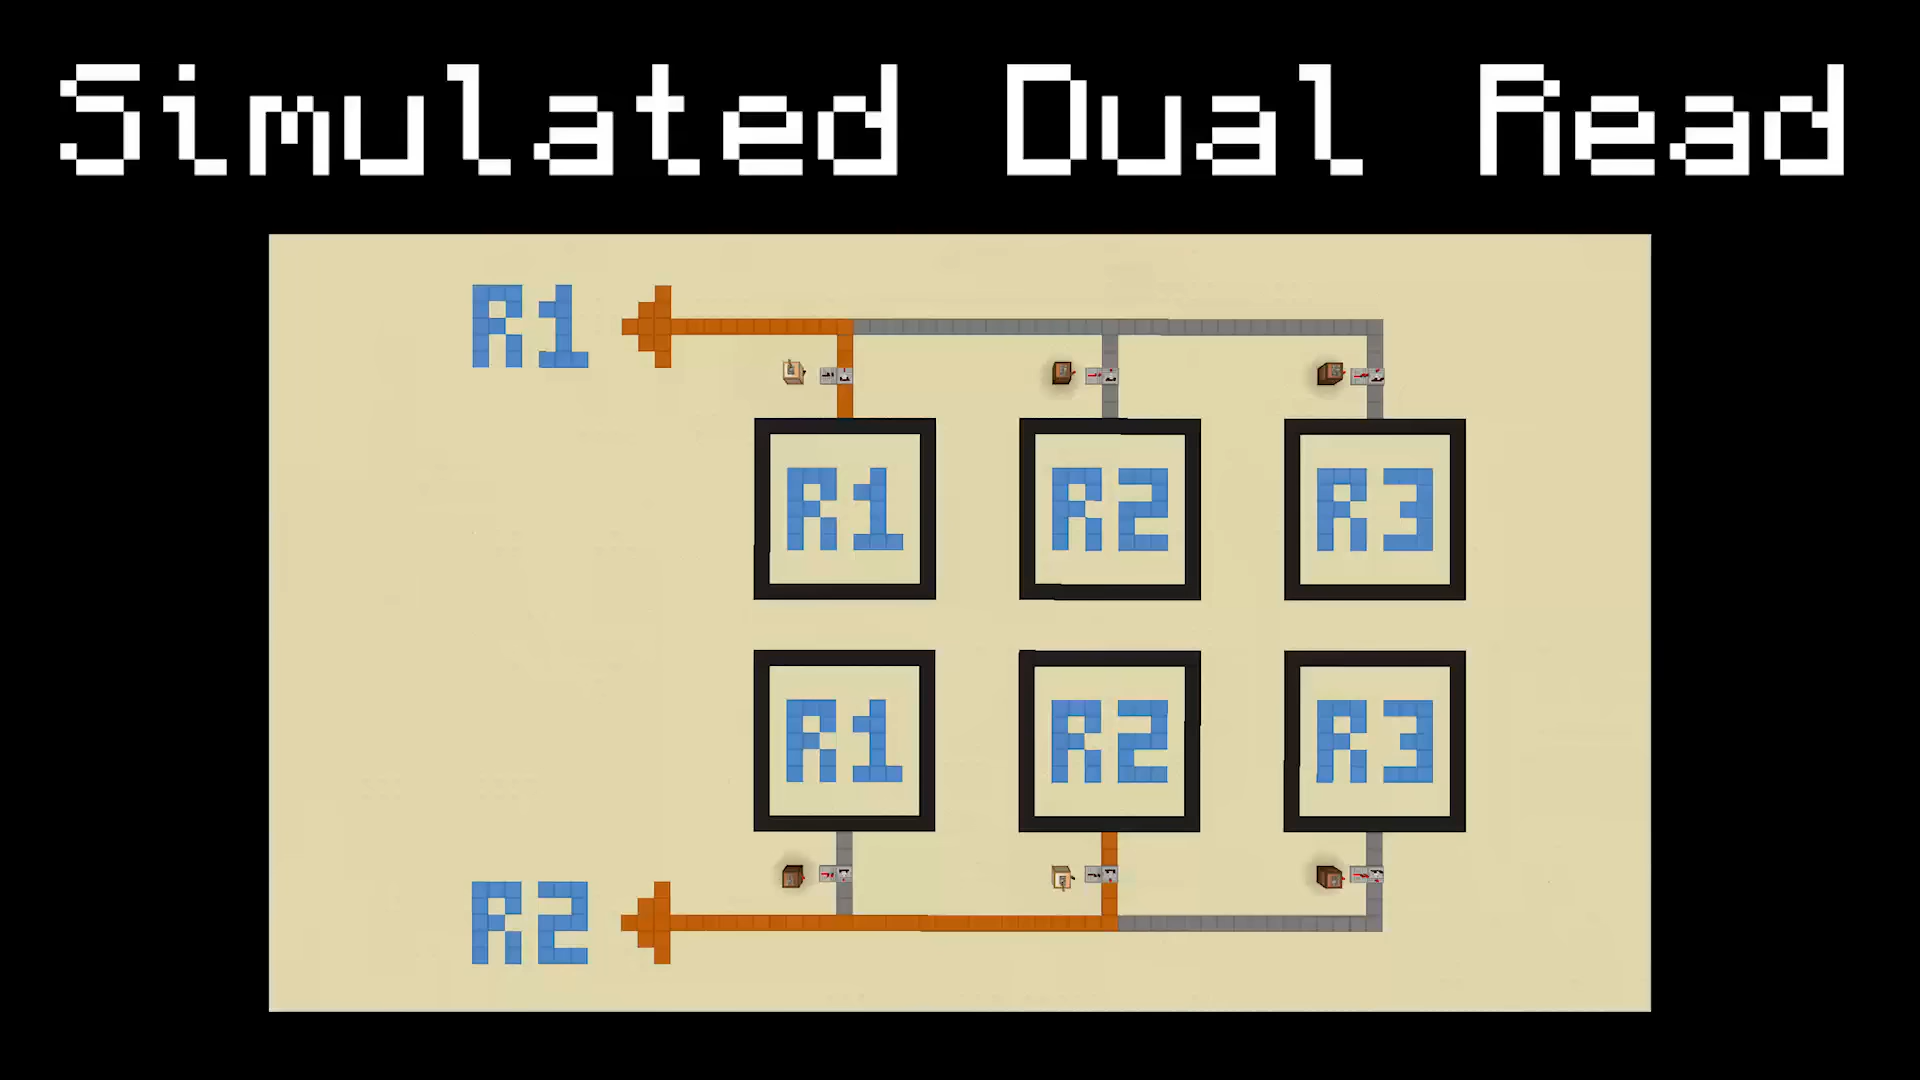 Simulated Dual Read
R1
R1 R2 R3
R1 R2 R3
R2